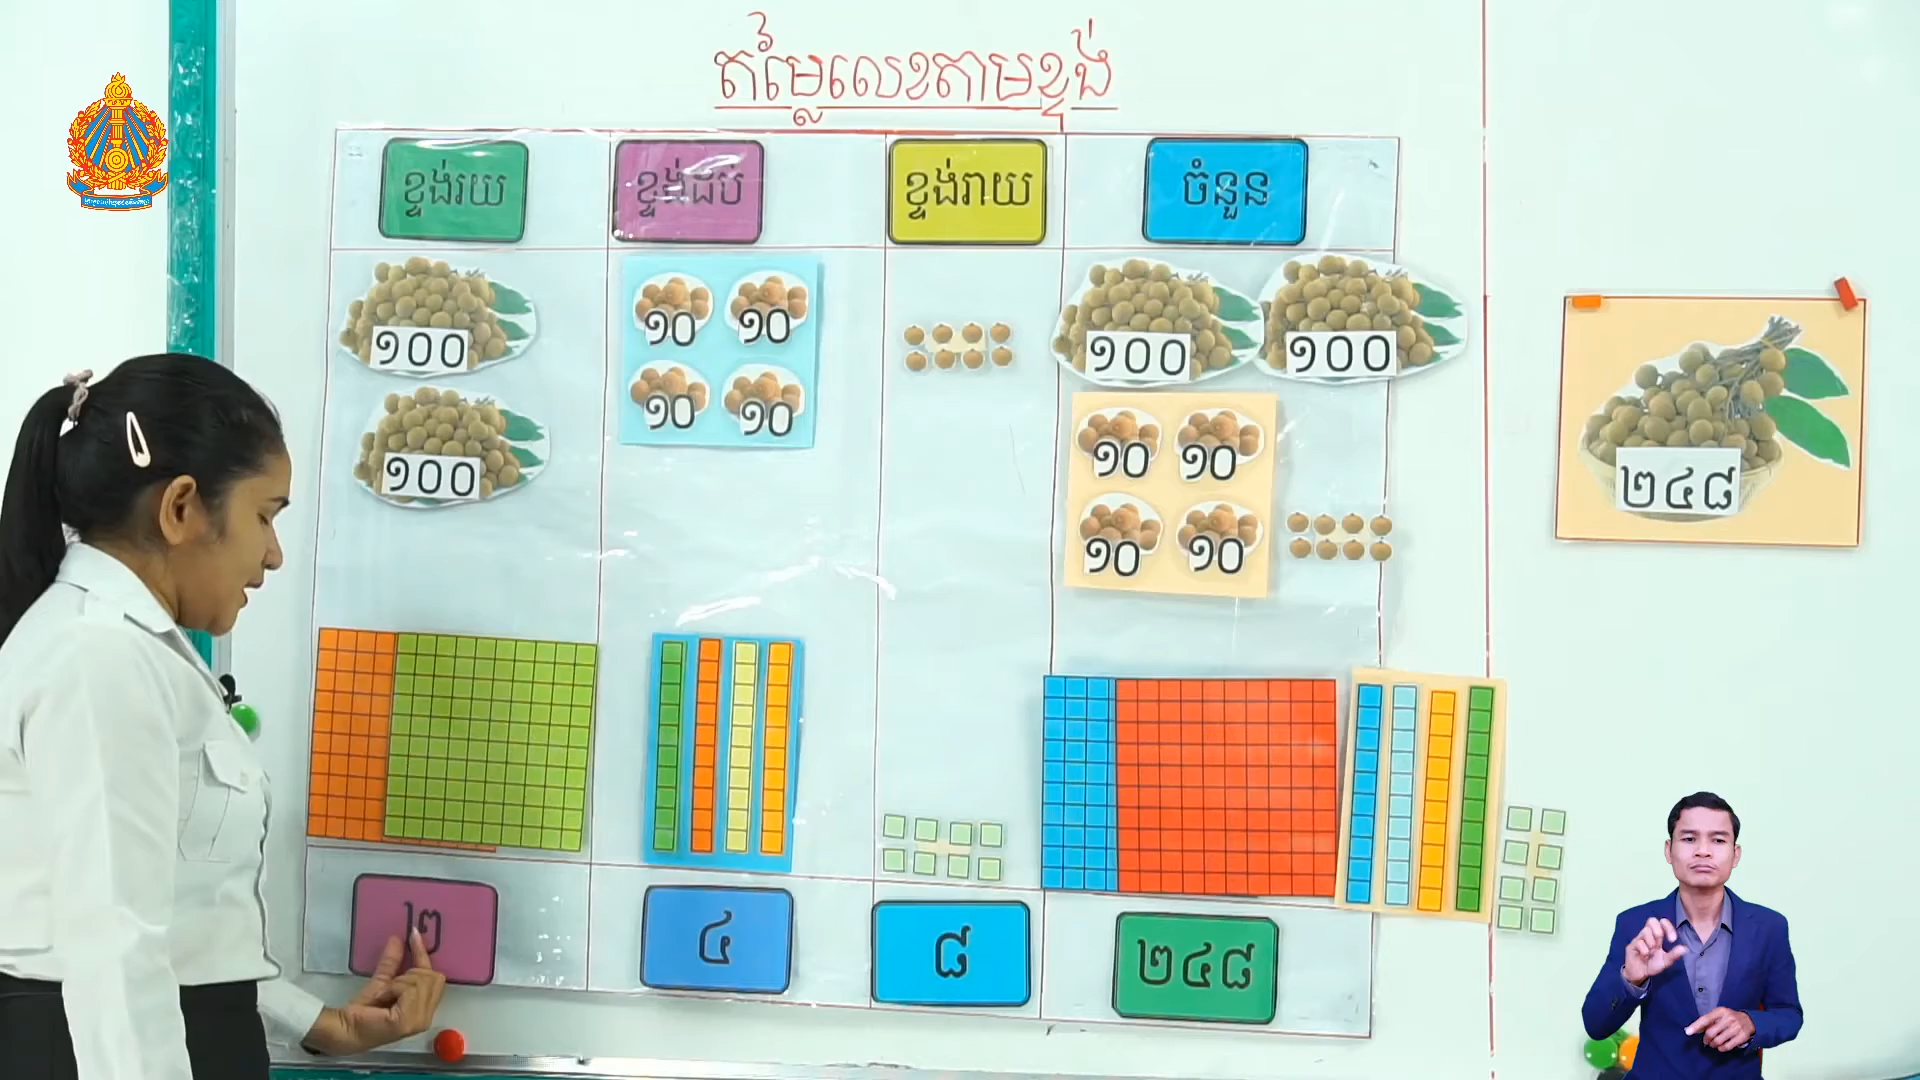 តម្លៃលេខតាមខ្ទង់
ខ្ទង់រយ ខ្ទង់ដប់ ខ្ទង់រាយ ចំនួន
១០០ ១០ ១០ ១០០ ១០០
១០ ១០
១០០ ១០ ១០
១០ ១០
២៤៨
២ ៤ ៨ ២៤៨